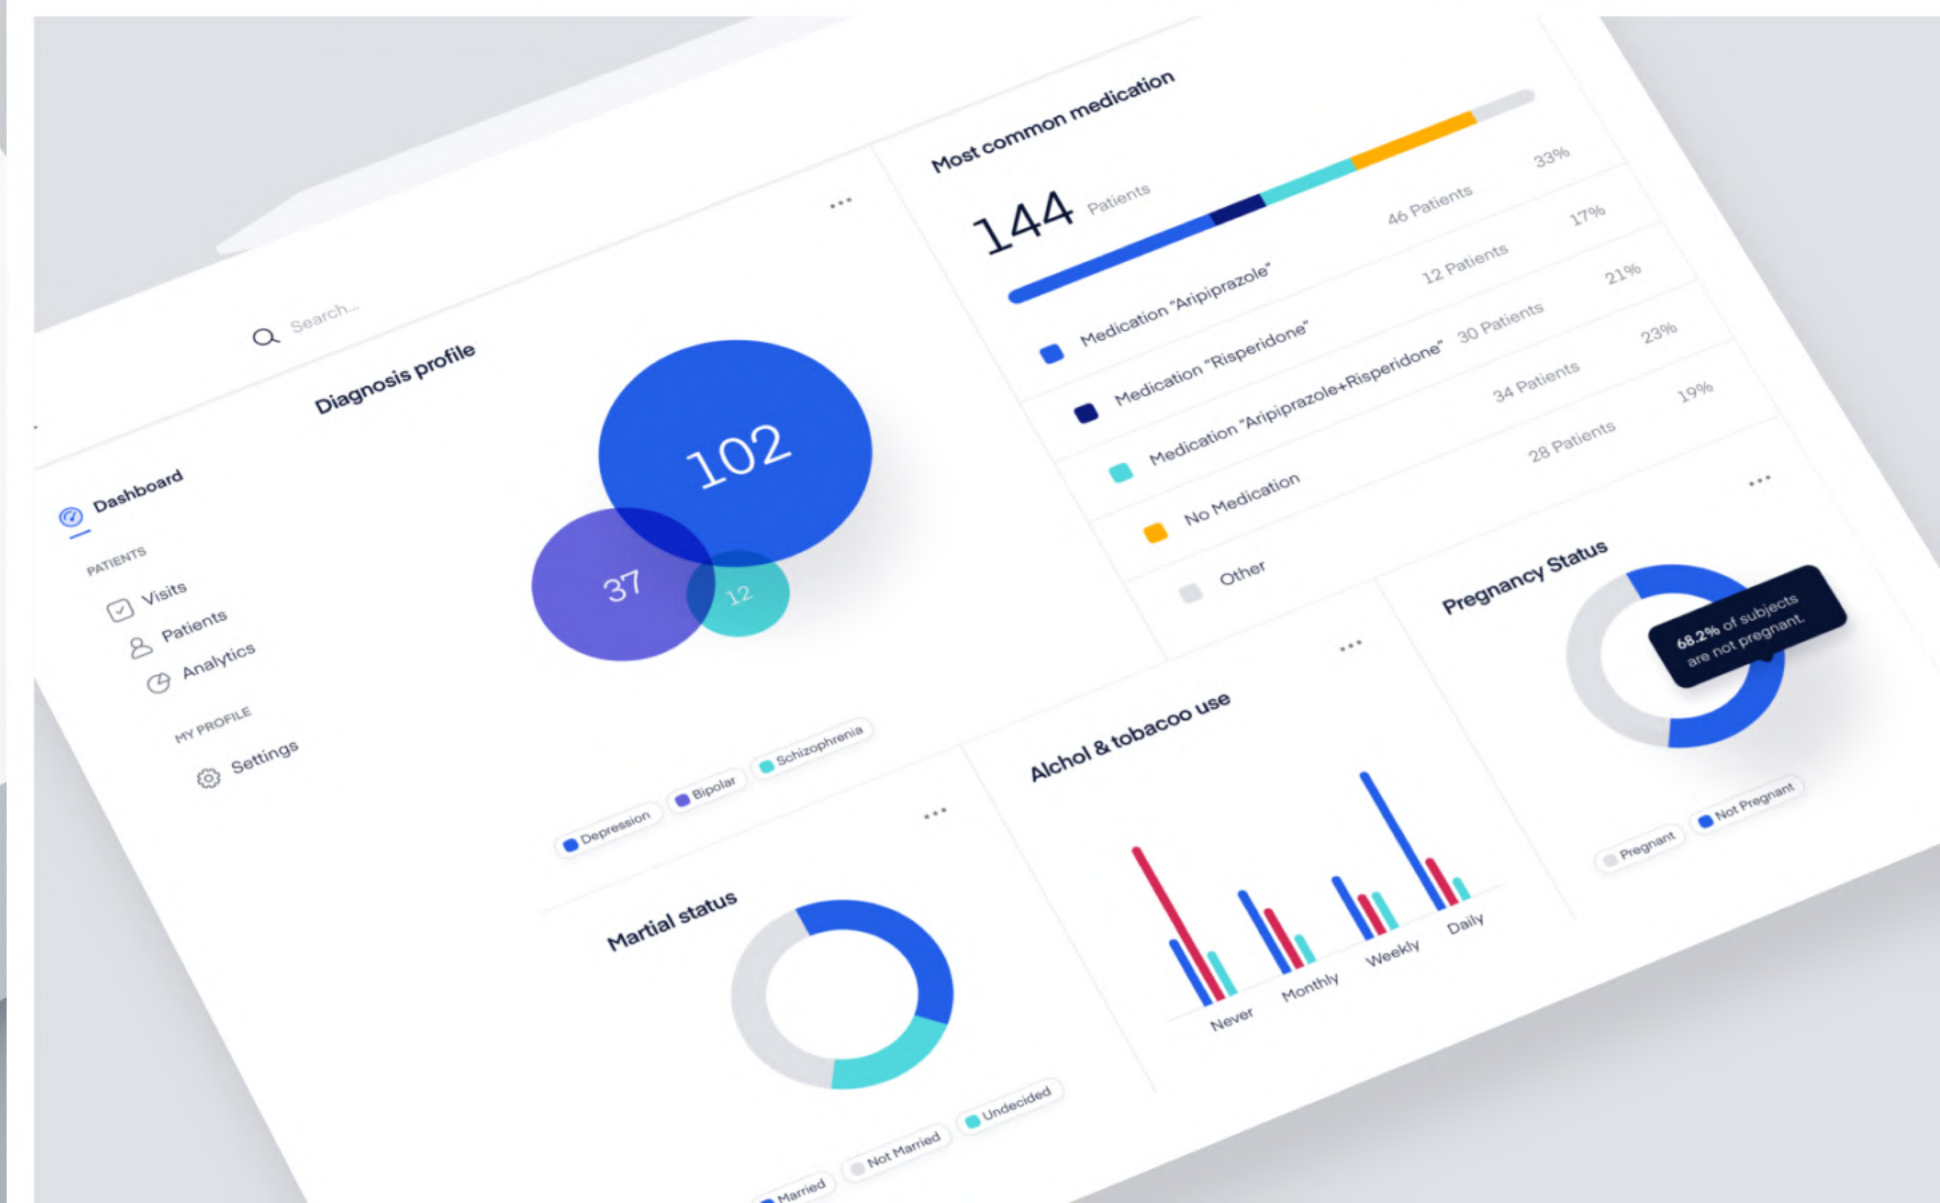 Search...
Dashboard
PATIENTS
Visits
Patients
Analytics
MY PROFILE
Settings
Diagnosis profile
102
37
12
Depression
Bipolar
Schizophrenia
Most common medication
144 Patients
Medication "Aripiprazole" 46 Patients 33%
Medication "Risperidone" 12 Patients 17%
Medication "Aripiprazole+Risperidone" 30 Patients 21%
No Medication 34 Patients 23%
Other 28 Patients 19%
Martial status
Married
Not Married
Undecided
Alchol & tobacoo use
Never
Monthly
Weekly
Daily
Pregnancy Status
68.2% of subjects
are not pregnant.
Pregnant
Not Pregnant